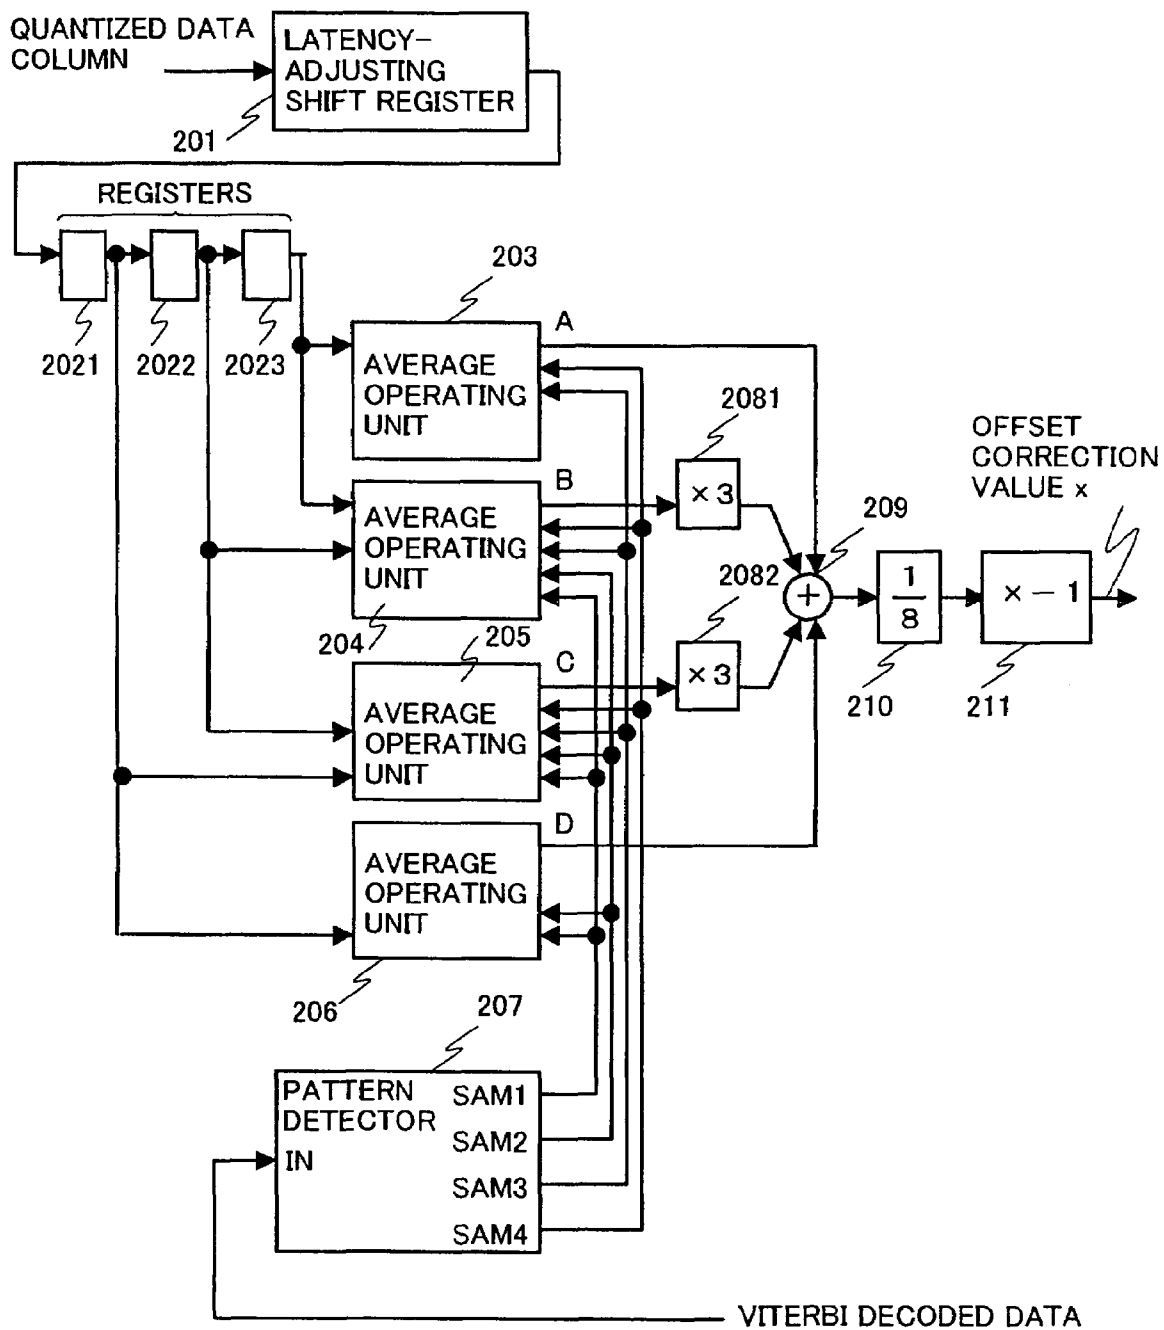 QUANTIZED DATA
COLUMN
LATENCY-
ADJUSTING
SHIFT REGISTER
201
REGISTERS
2021
2022
2023
203
AVERAGE
OPERATING
UNIT
A
AVERAGE
OPERATING
UNIT
204
B
205
AVERAGE
OPERATING
UNIT
C
AVERAGE
OPERATING
UNIT
206
D
2081
×3
2082
×3
209
+
1
8
210
×-1
211
OFFSET
CORRECTION
VALUE x
207
PATTERN
DETECTOR
IN
SAM1
SAM2
SAM3
SAM4
VITERBI DECODED DATA